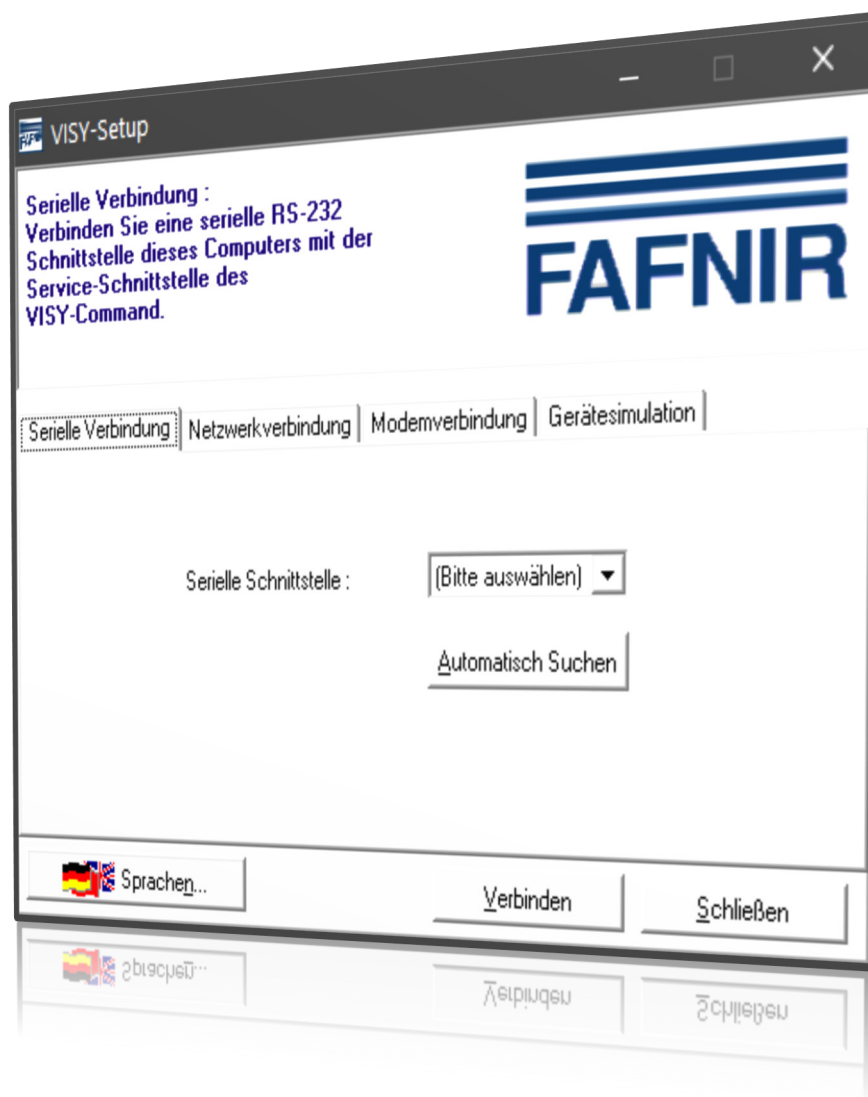 VISY-Setup
Serielle Verbindung :
Verbinden Sie eine serielle RS-232
Schnittstelle dieses Computers mit der
Service-Schnittstelle des
VISY-Command.
FAFNIR
Serielle Verbindung
Netzwerkverbindung
Modemverbindung
Gerätesimulation
Serielle Schnittstelle :
(Bitte auswählen)
Automatisch Suchen
Sprachen...
Verbinden
Schließen